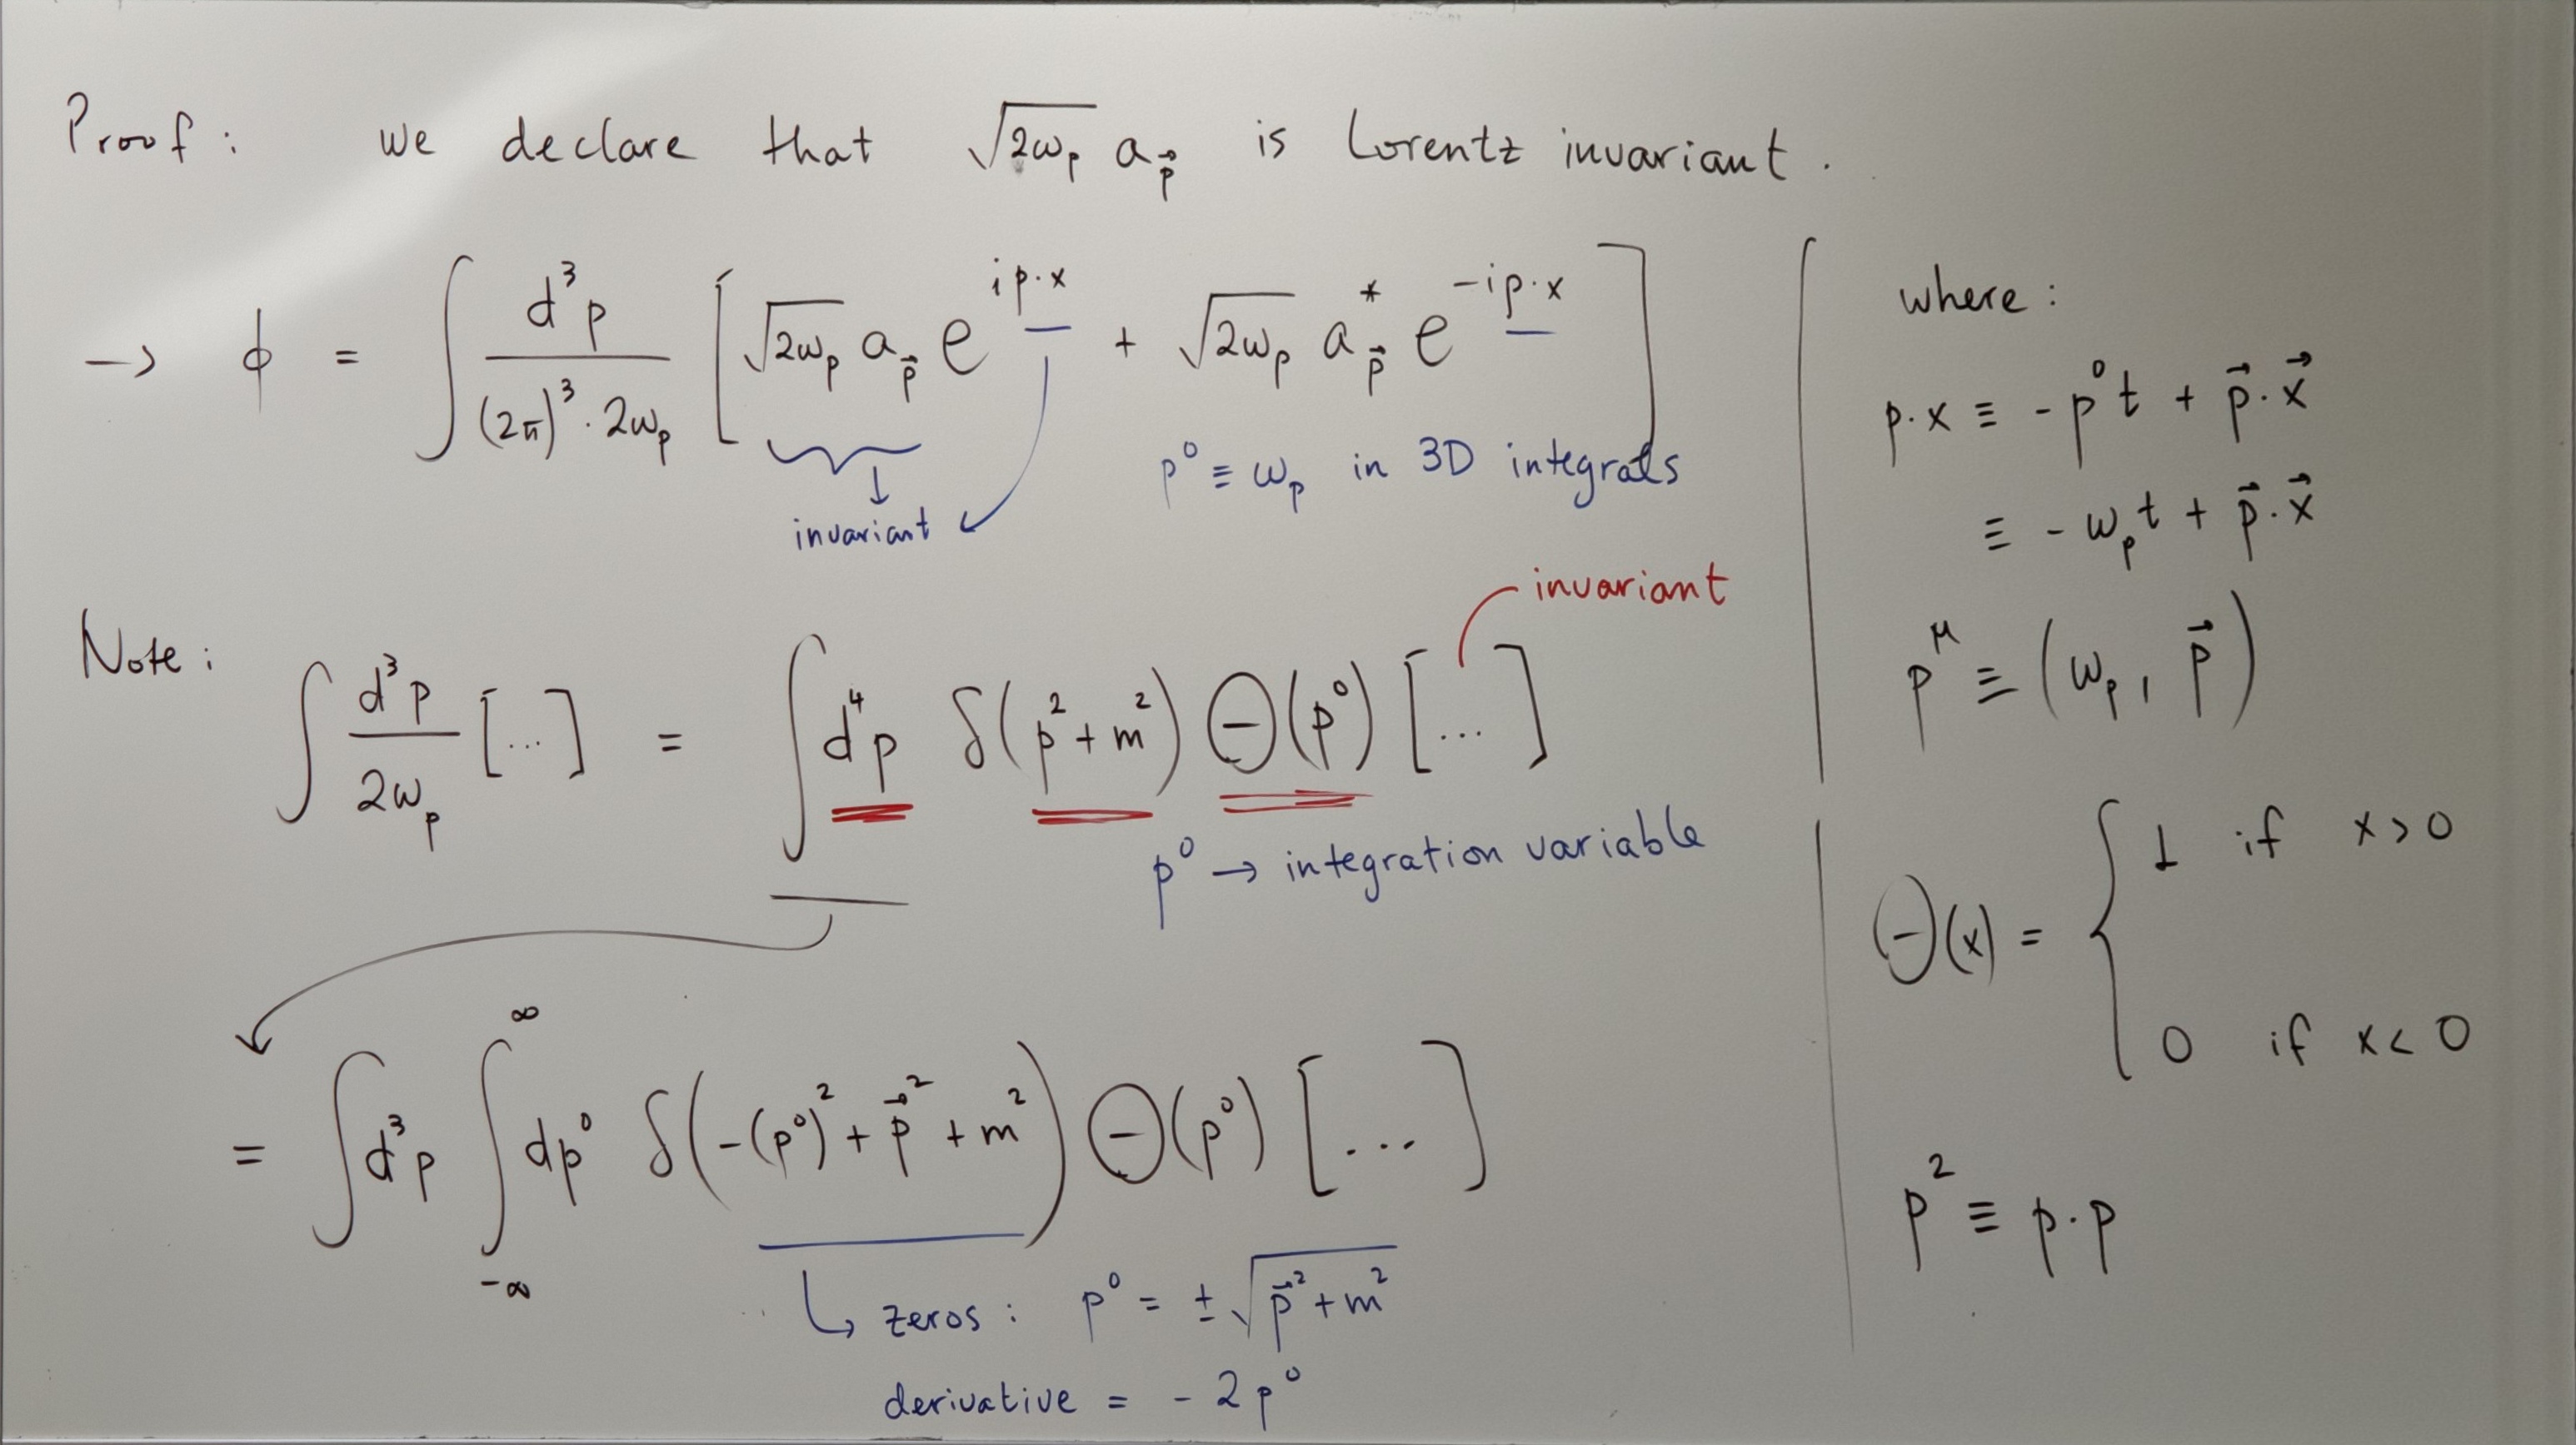 Proof : we declare that √(2ω_p) a_p⃗ is Lorentz invariant .
→ ϕ = ∫ d³p / ((2π)³ · 2ω_p) [ √(2ω_p) a_p⃗ e^{ip·x} + √(2ω_p) a*_p⃗ e^{-ip·x} ]
invariant
p⁰ ≡ ω_p in 3D integrals
Note : ∫ d³p / (2ω_p) [...] = ∫ d⁴p δ(p² + m²) Θ(p⁰) [...]
invariant
p⁰ → integration variable
= ∫ d³p ∫_{-∞}^{∞} dp⁰ δ(-(p⁰)² + p⃗² + m²) Θ(p⁰) [...]
↳ zeros : p⁰ = ± √(p⃗² + m²)
derivative = - 2p⁰
where :
p·x ≡ - p⁰t + p⃗·x⃗
≡ - ω_p t + p⃗·x⃗
p^μ ≡ (ω_p, p⃗)
Θ(x) = { 1 if x > 0
0 if x < 0
p² ≡ p·p